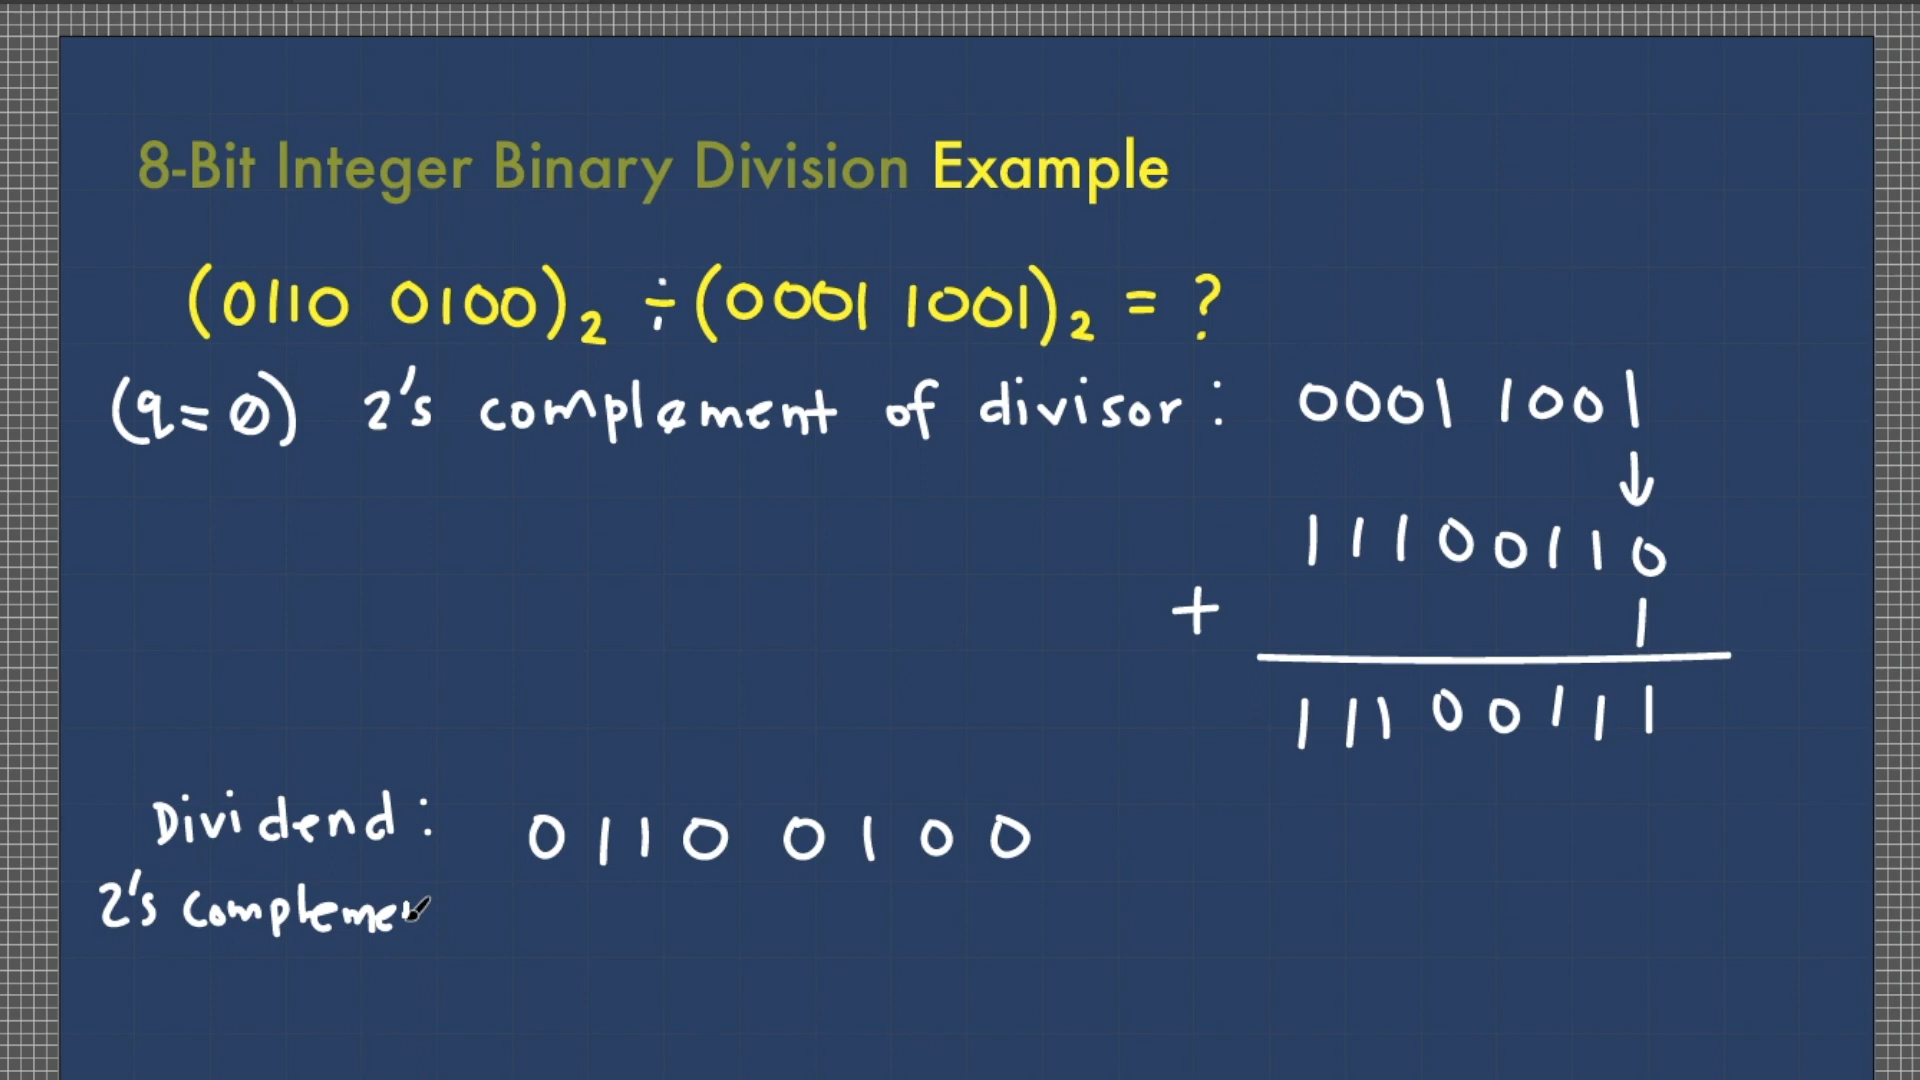 8-Bit Integer Binary Division Example
(0110 0100)₂ ÷ (0001 1001)₂ = ?
(q=0) 2's complement of divisor: 0001 1001
↓
11100110
+ 1
11100111
Dividend: 0110 0100
2's Complemen